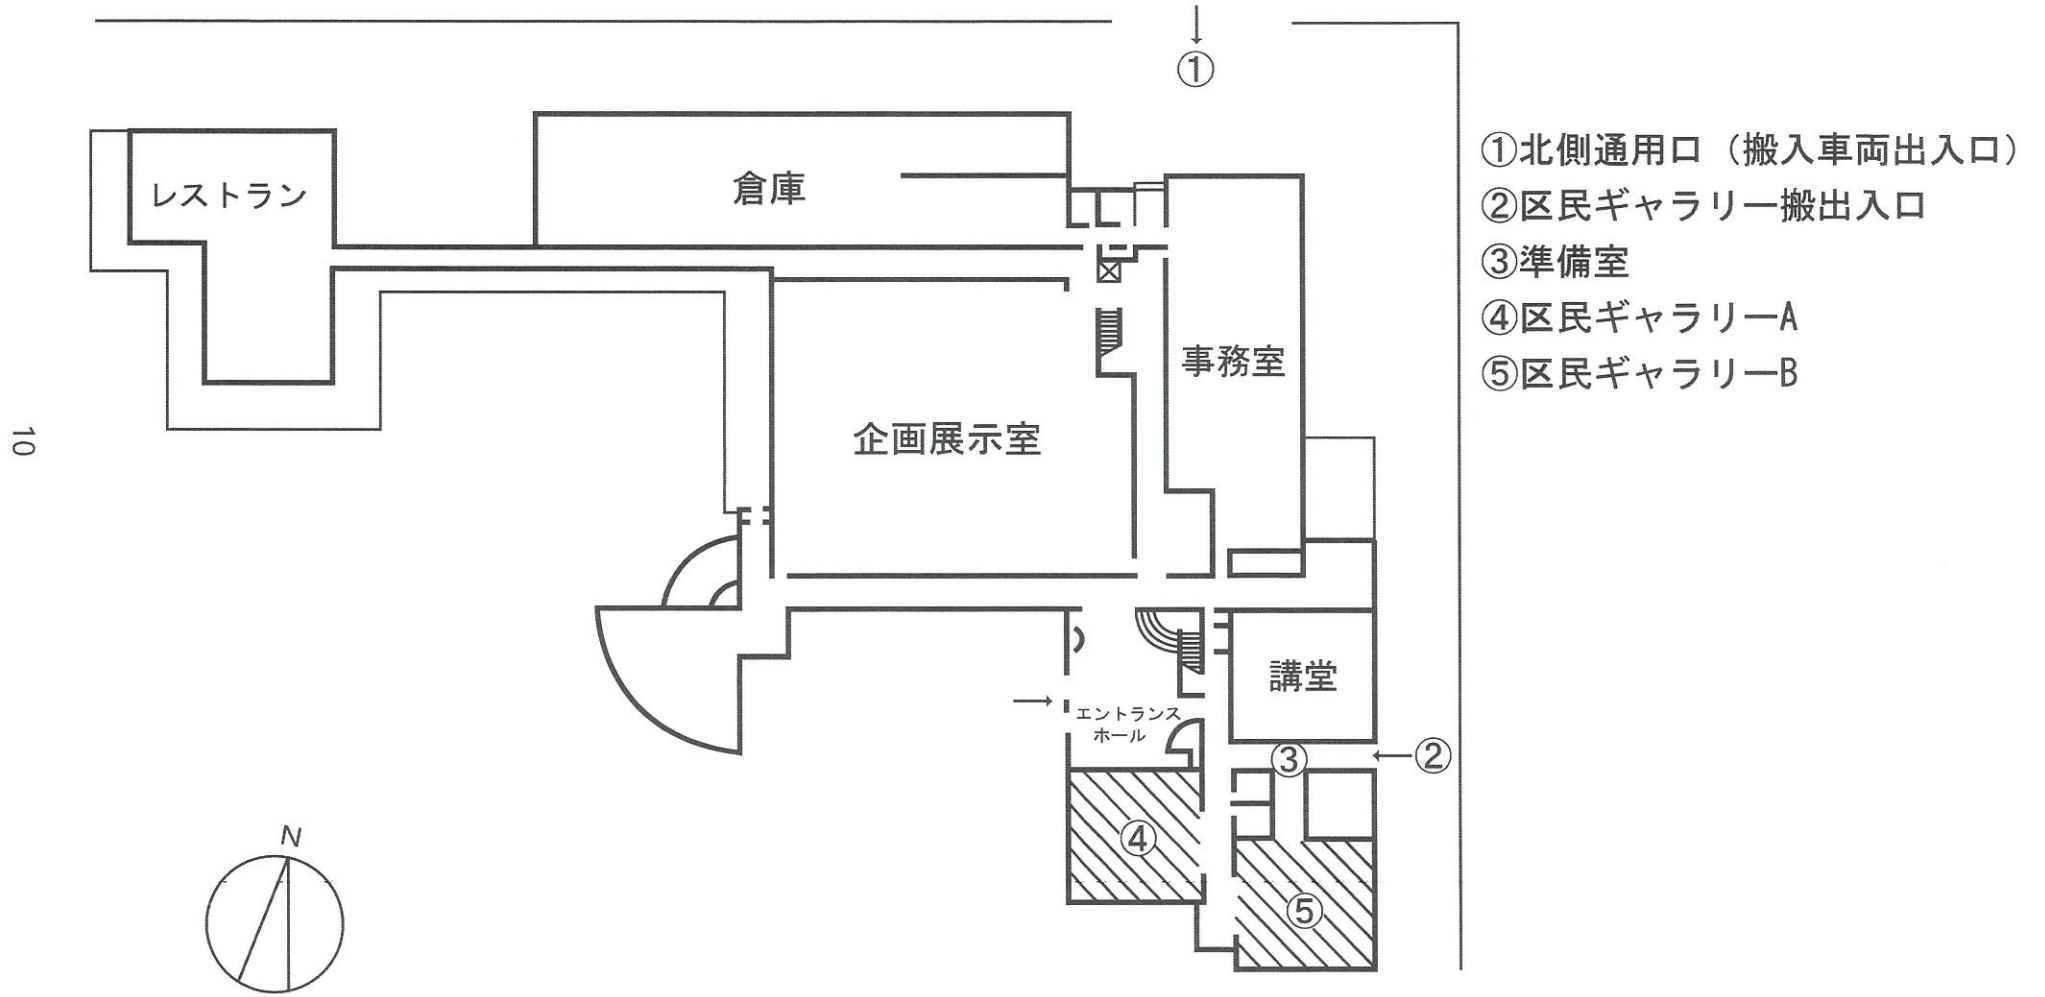 ①
①北側通用口（搬入車両出入口）
②区民ギャラリー搬出入口
③準備室
④区民ギャラリーA
⑤区民ギャラリーB
レストラン
倉庫
事務室
企画展示室
10
講堂
エントランス
ホール
③
②
④
⑤
N